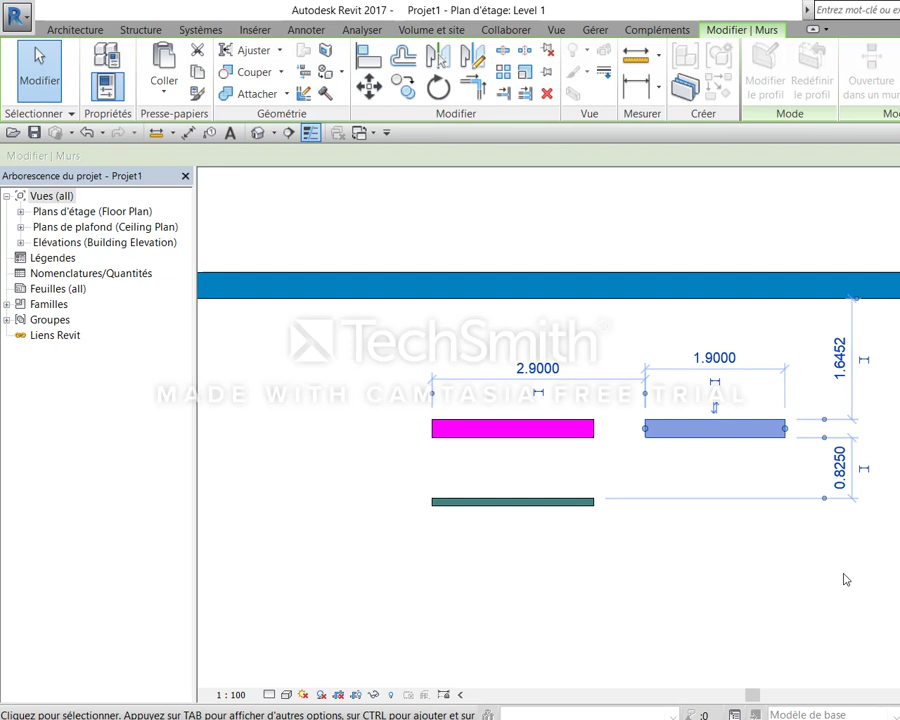 Autodesk Revit 2017 - Projet1 - Plan d'étage: Level 1
Entrez mot-clé ou ex
Architecture Structure Systèmes Insérer Annoter Analyser Volume et site Collaborer Vue Gérer Compléments Modifier | Murs
Modifier
Coller
Ajuster
Couper
Attacher
Modifier le profil
Redéfinir le profil
Ouverture dans un mur
Sélectionner Propriétés Presse-papiers Géométrie Modifier Vue Mesurer Créer Mode Mo
Modifier | Murs
Arborescence du projet - Projet1
Vues (all)
Plans d'étage (Floor Plan)
Plans de plafond (Ceiling Plan)
Elévations (Building Elevation)
Légendes
Nomenclatures/Quantités
Feuilles (all)
Familles
Groupes
Liens Revit
TechSmith
MADE WITH CAMTASIA FREE TRIAL
2.9000
1.9000
1.6452
0.8250
1 : 100
Cliquez pour sélectionner. Appuyez sur TAB pour afficher d'autres options, sur CTRL pour ajouter et sur
:0
Modèle de base